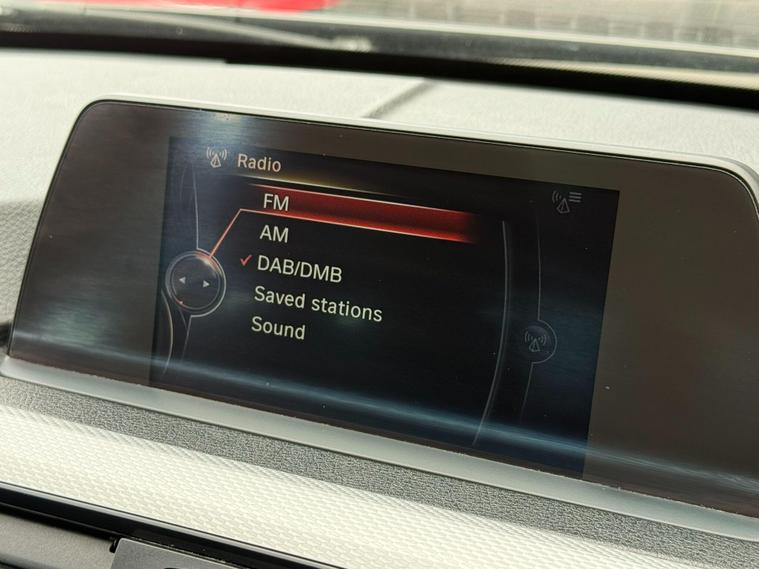 Radio
FM
AM
DAB/DMB
Saved stations
Sound